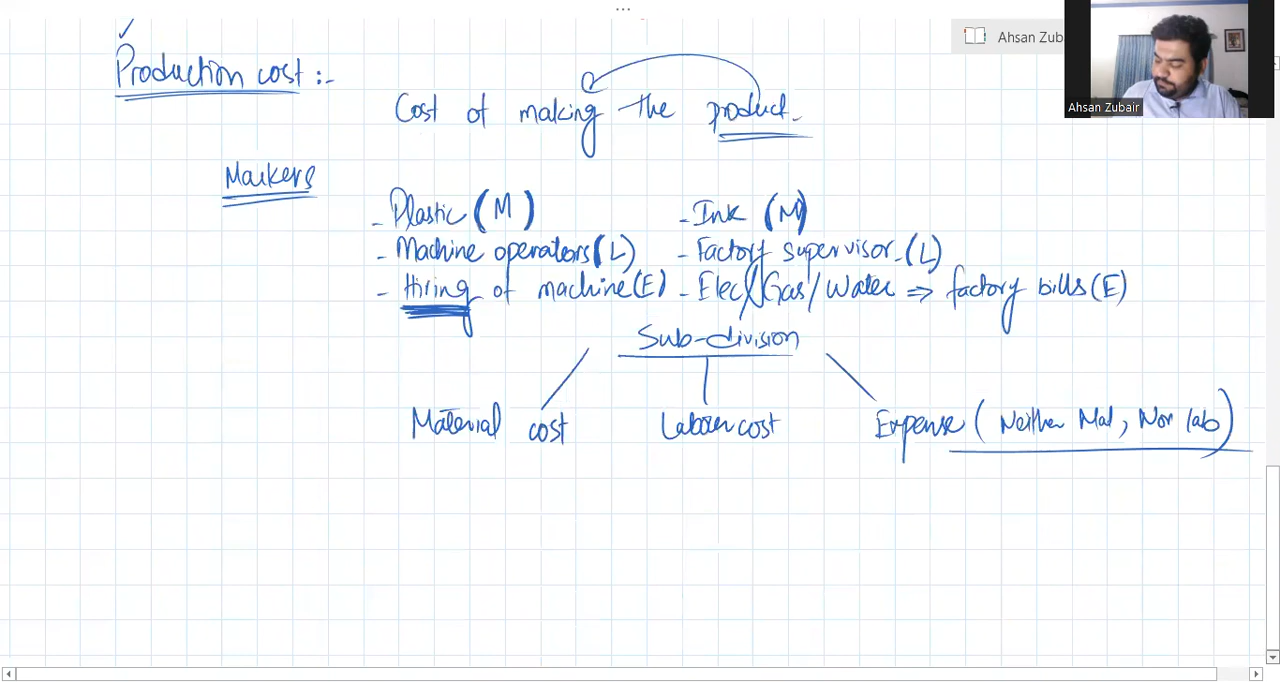 ...
Ahsan Zub
Ahsan Zubair
Production cost :-
Cost of making the product.
Markers
- Plastic (M) - Ink (M)
- Machine operators (L) - Factory supervisor. (L)
- Hiring of machine (E) - Elec/Gas/Water ⇒ factory bills (E)
Sub-division
Material cost Labour cost Expense (Neither Mat, Nor lab)